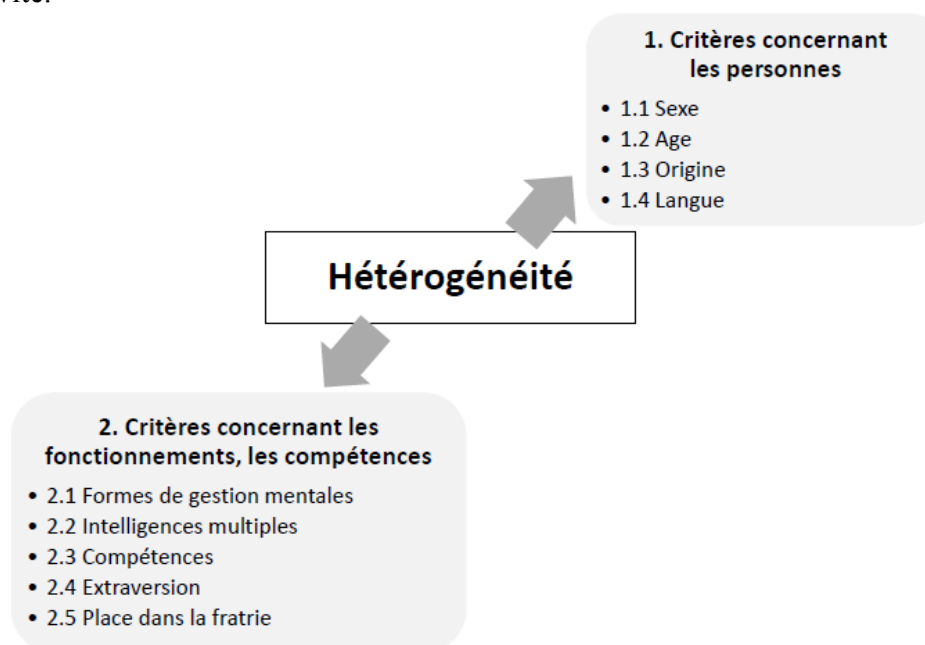 1. Critères concernant
les personnes
• 1.1 Sexe
• 1.2 Age
• 1.3 Origine
• 1.4 Langue
Hétérogénéité
2. Critères concernant les
fonctionnements, les compétences
• 2.1 Formes de gestion mentales
• 2.2 Intelligences multiples
• 2.3 Compétences
• 2.4 Extraversion
• 2.5 Place dans la fratrie